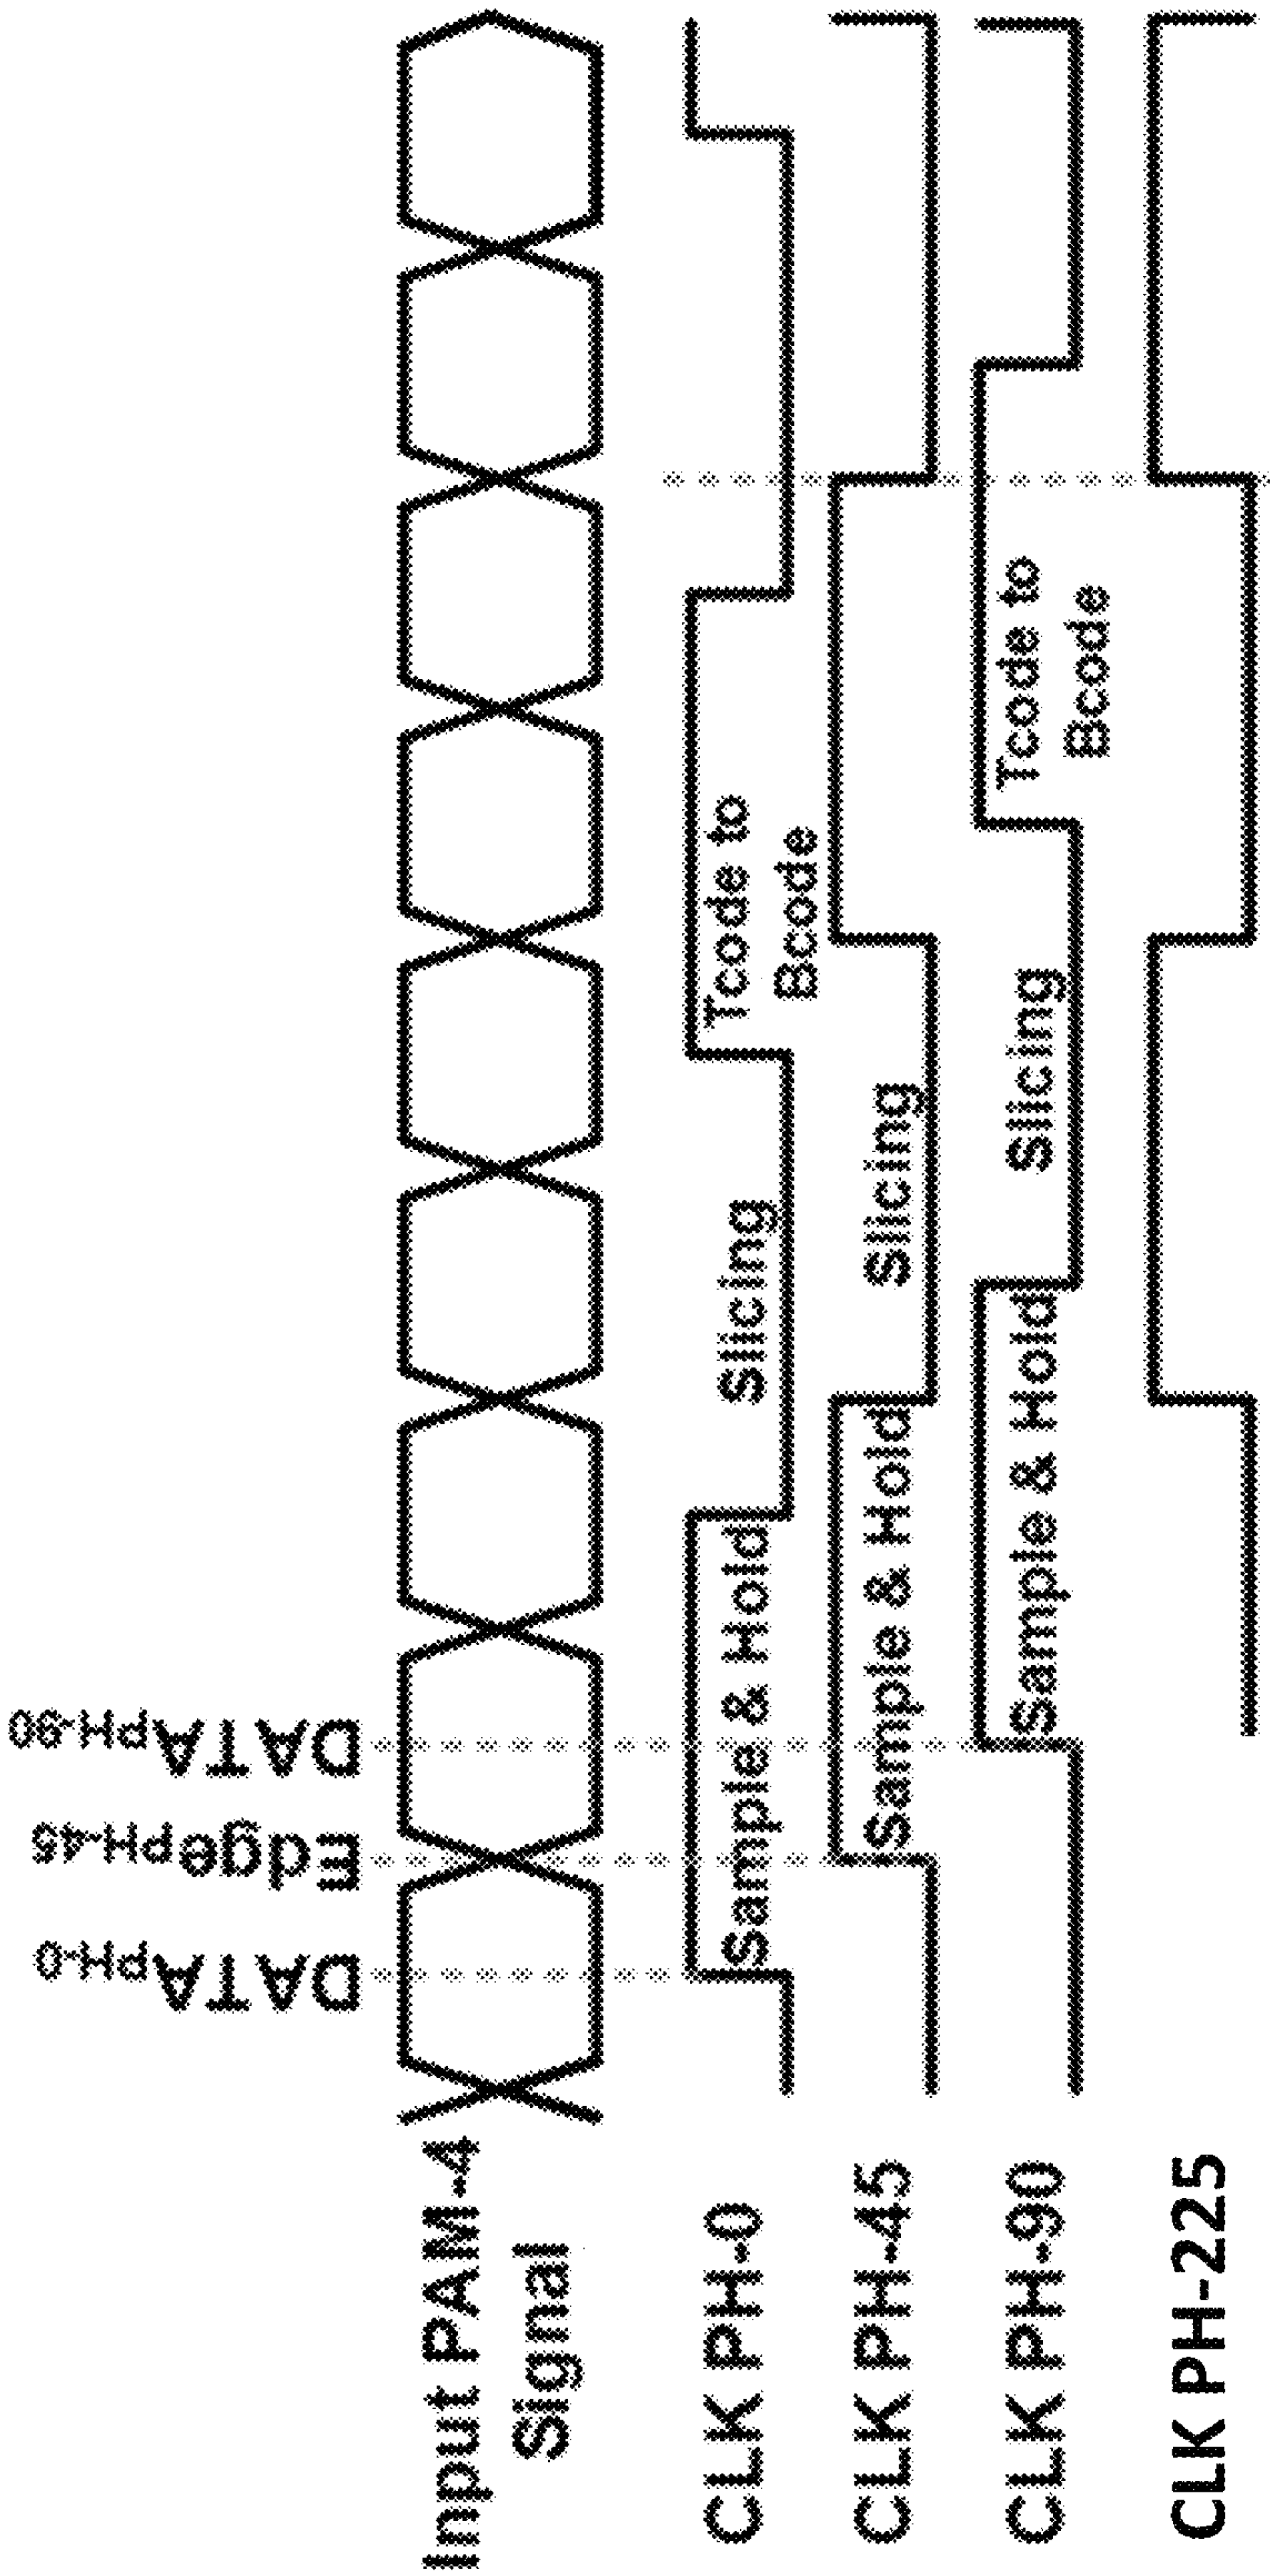 DATAPH-0
EdgePH-45
DATAPH-90
Input PAM-4
Signal
CLK PH-0
Sample & Hold
Slicing
Tcode to
Bcode
CLK PH-45
Sample & Hold
Slicing
CLK PH-90
Sample & Hold
Slicing
Tcode to
Bcode
CLK PH-225